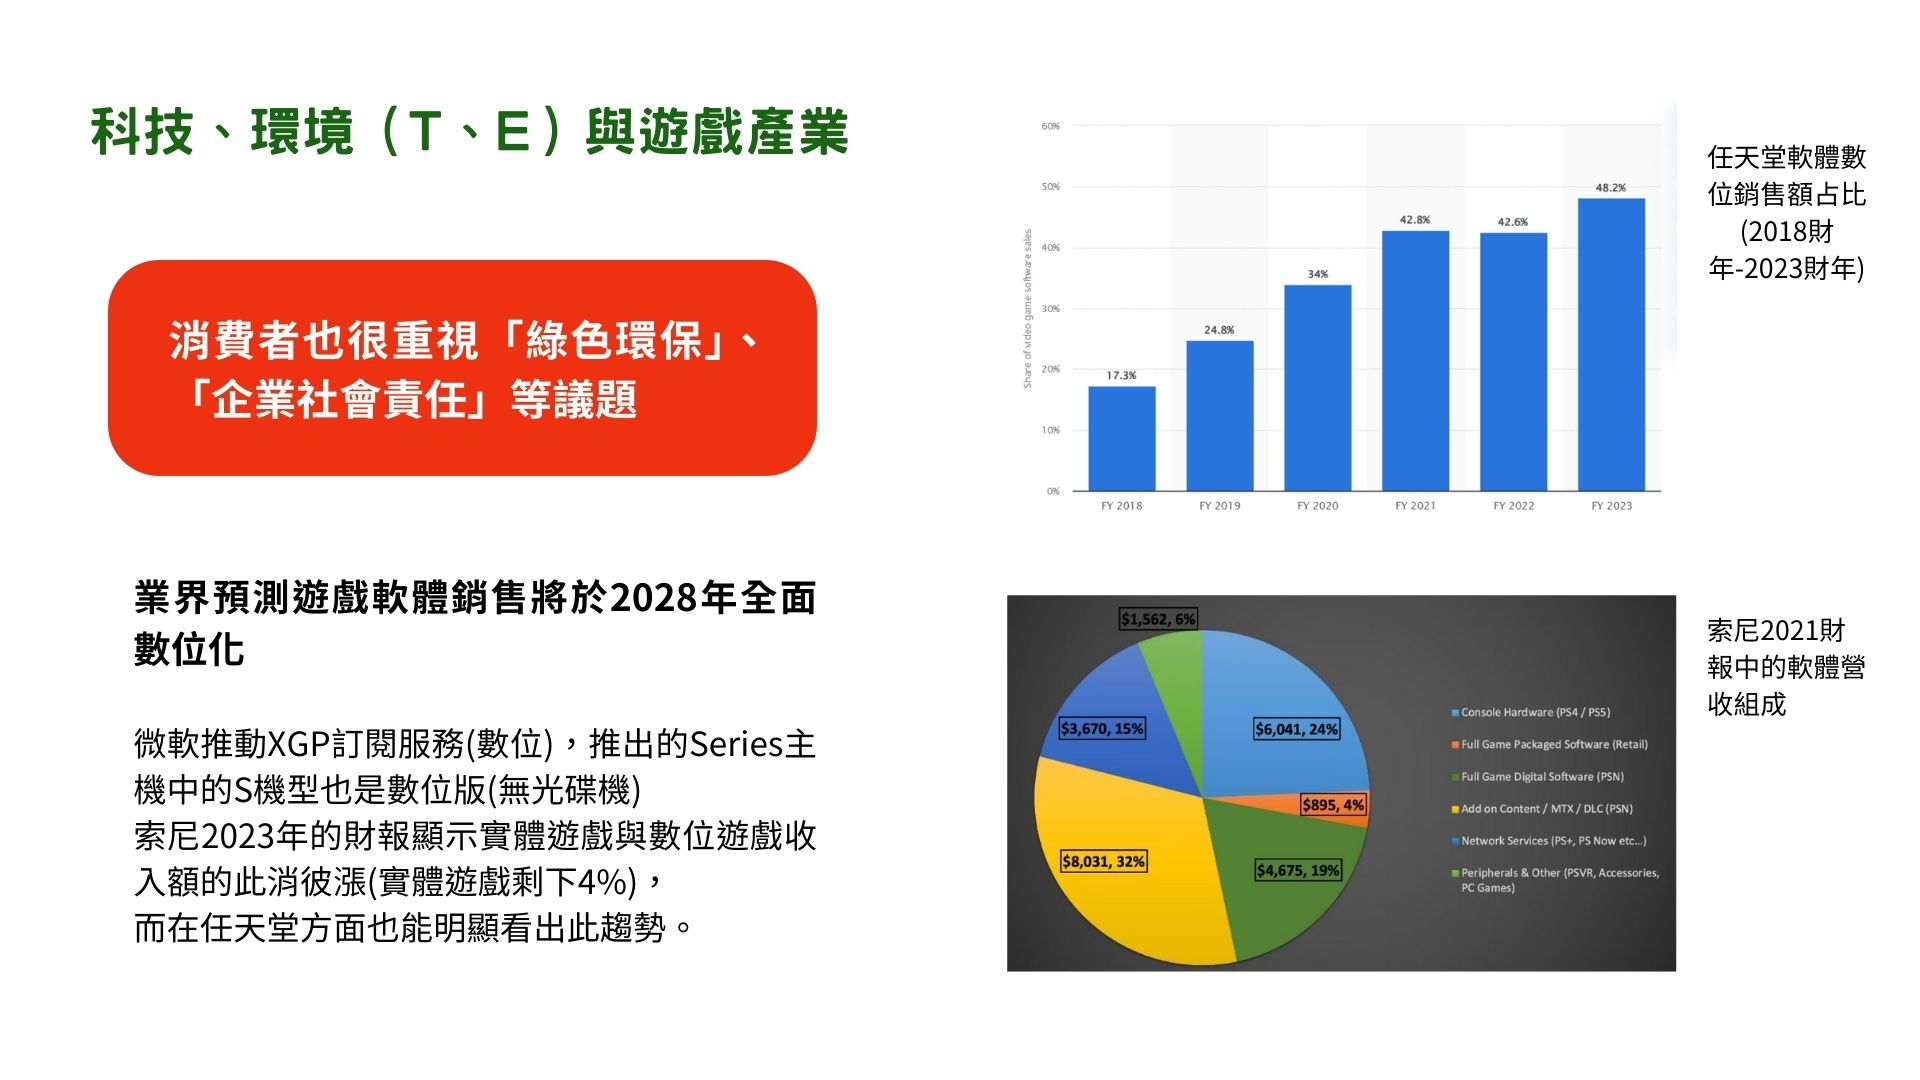 科技、環境（T、E）與遊戲產業
消費者也很重視「綠色環保」、
「企業社會責任」等議題
業界預測遊戲軟體銷售將於2028年全面
數位化
微軟推動XGP訂閱服務(數位)，推出的Series主
機中的S機型也是數位版(無光碟機)
索尼2023年的財報顯示實體遊戲與數位遊戲收
入額的此消彼漲(實體遊戲剩下4%)，
而在任天堂方面也能明顯看出此趨勢。
Share of video game software sales
60%
50%
40%
30%
20%
10%
0%
17.3%
24.8%
34%
42.8%
42.6%
48.2%
FY 2018
FY 2019
FY 2020
FY 2021
FY 2022
FY 2023
任天堂軟體數
位銷售額占比
(2018財
年-2023財年)
$1,562, 6%
$3,670, 15%
$6,041, 24%
$895, 4%
$8,031, 32%
$4,675, 19%
Console Hardware (PS4 / PS5)
Full Game Packaged Software (Retail)
Full Game Digital Software (PSN)
Add on Content / MTX / DLC (PSN)
Network Services (PS+, PS Now etc...)
Peripherals & Other (PSVR, Accessories,
PC Games)
索尼2021財
報中的軟體營
收組成